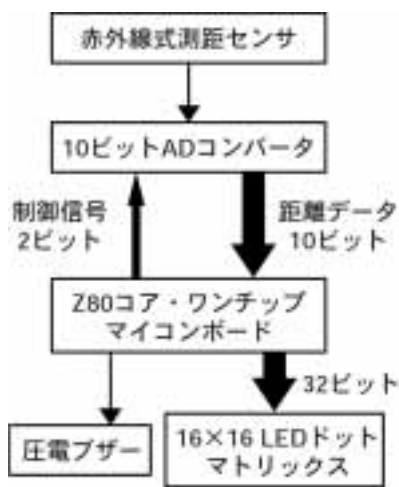 赤外線式測距センサ
10ビットADコンバータ
制御信号
2ビット
距離データ
10ビット
Z80コア・ワンチップ
マイコンボード
32ビット
圧電ブザー
16×16 LEDドット
マトリックス